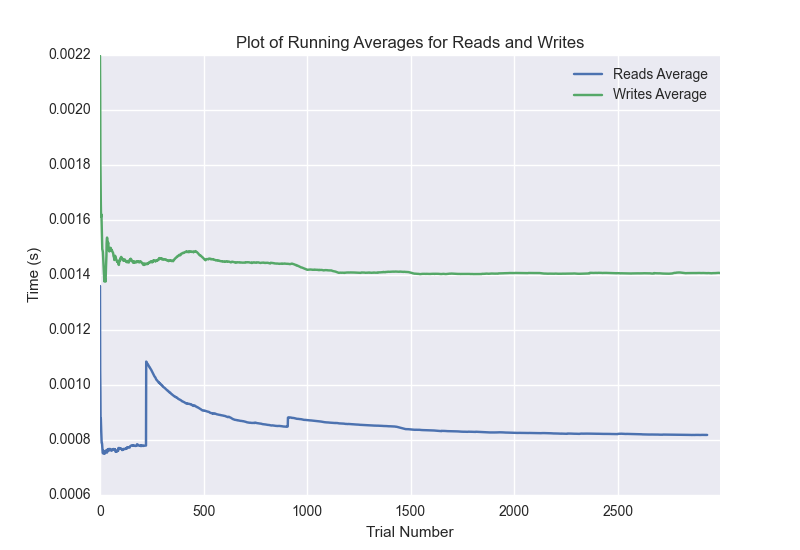 Plot of Running Averages for Reads and Writes
0.0022
0.0020
0.0018
0.0016
0.0014
0.0012
0.0010
0.0008
0.0006
Time (s)
Reads Average
Writes Average
0 500 1000 1500 2000 2500
Trial Number